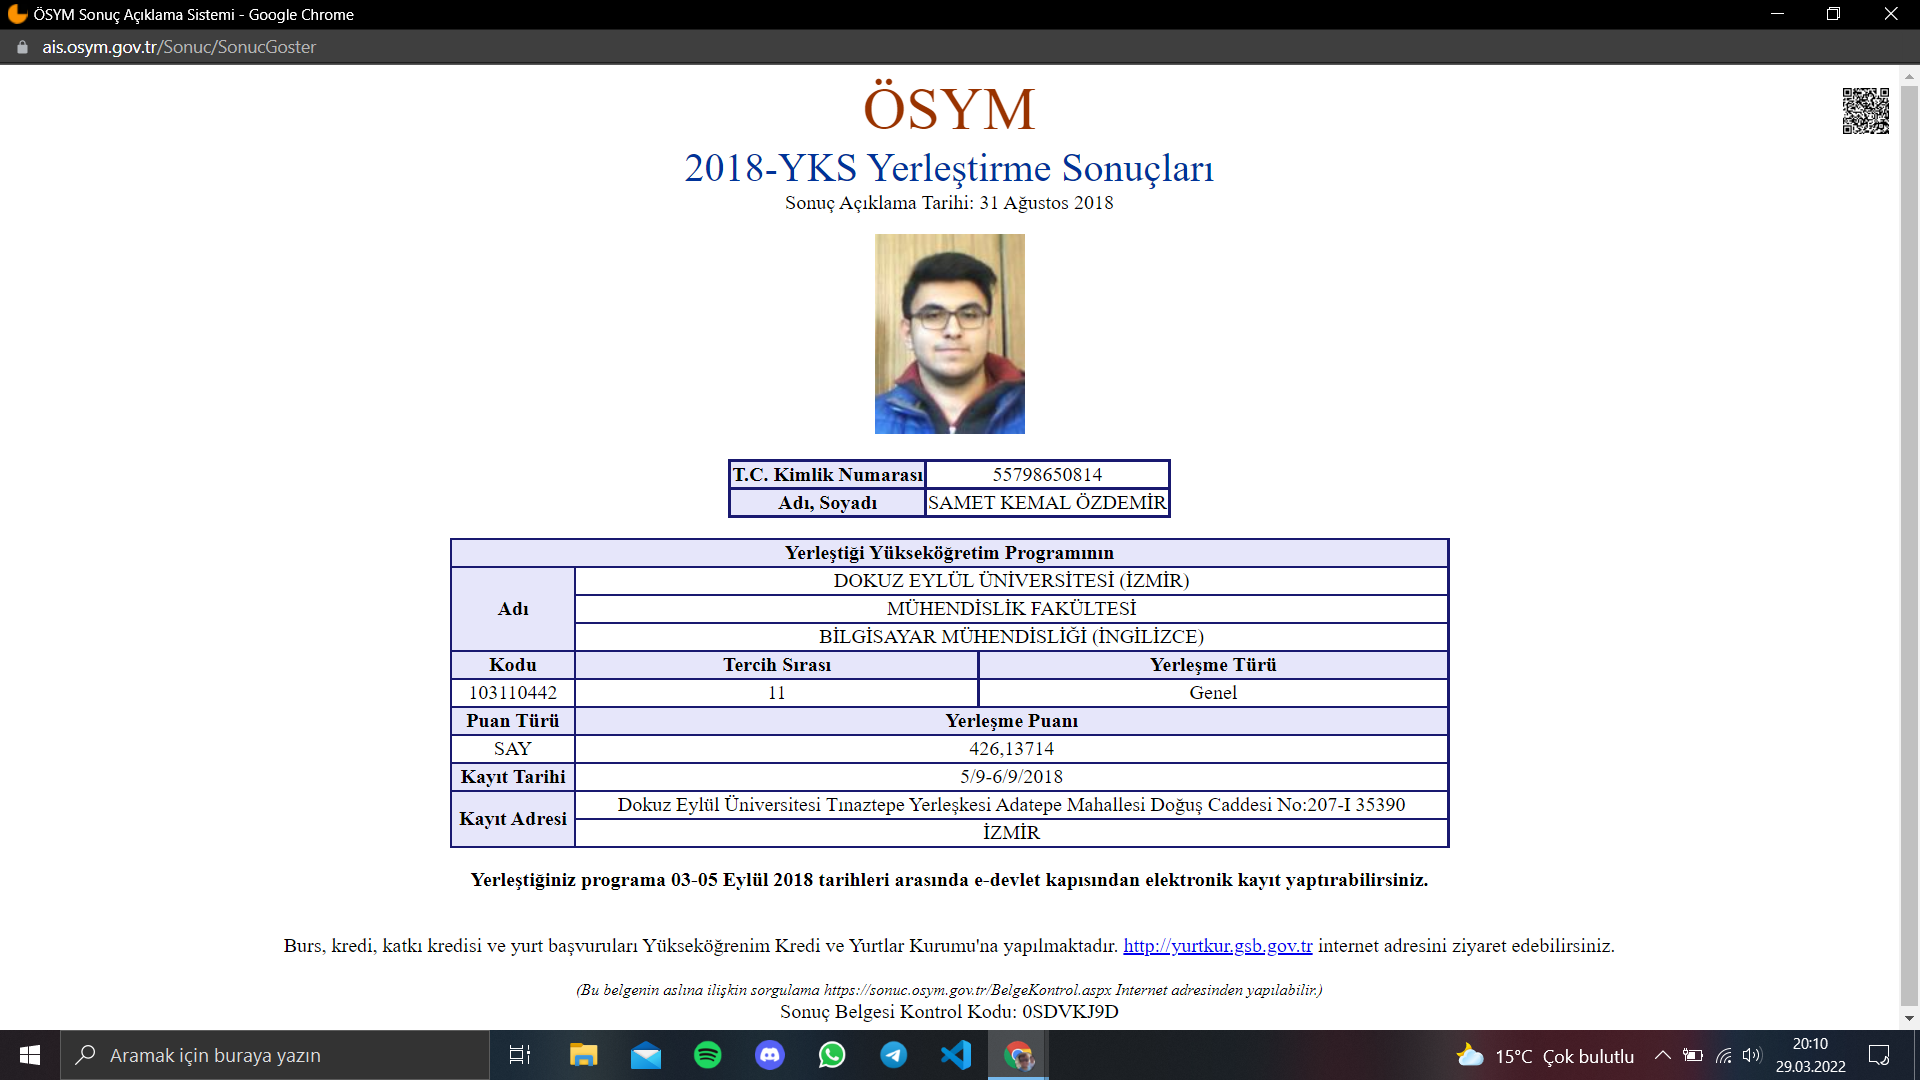 ÖSYM Sonuç Açıklama Sistemi - Google Chrome
ais.osym.gov.tr/Sonuc/SonucGoster
ÖSYM
2018-YKS Yerleştirme Sonuçları
Sonuç Açıklama Tarihi: 31 Ağustos 2018
T.C. Kimlik Numarası 55798650814
Adı, Soyadı SAMET KEMAL ÖZDEMİR
Yerleştiği Yükseköğretim Programının
Adı
DOKUZ EYLÜL ÜNİVERSİTESİ (İZMİR)
MÜHENDİSLİK FAKÜLTESİ
BİLGİSAYAR MÜHENDİSLİĞİ (İNGİLİZCE)
Kodu Tercih Sırası Yerleşme Türü
103110442 11 Genel
Puan Türü Yerleşme Puanı
SAY 426,13714
Kayıt Tarihi 5/9-6/9/2018
Kayıt Adresi
Dokuz Eylül Üniversitesi Tınaztepe Yerleşkesi Adatepe Mahallesi Doğuş Caddesi No:207-I 35390
İZMİR
Yerleştiğiniz programa 03-05 Eylül 2018 tarihleri arasında e-devlet kapısından elektronik kayıt yaptırabilirsiniz.
Burs, kredi, katkı kredisi ve yurt başvuruları Yükseköğrenim Kredi ve Yurtlar Kurumu'na yapılmaktadır. http://yurtkur.gsb.gov.tr internet adresini ziyaret edebilirsiniz.
(Bu belgenin aslına ilişkin sorgulama https://sonuc.osym.gov.tr/BelgeKontrol.aspx Internet adresinden yapılabilir.)
Sonuç Belgesi Kontrol Kodu: 0SDVKJ9D
Aramak için buraya yazın
15°C Çok bulutlu
20:10
29.03.2022